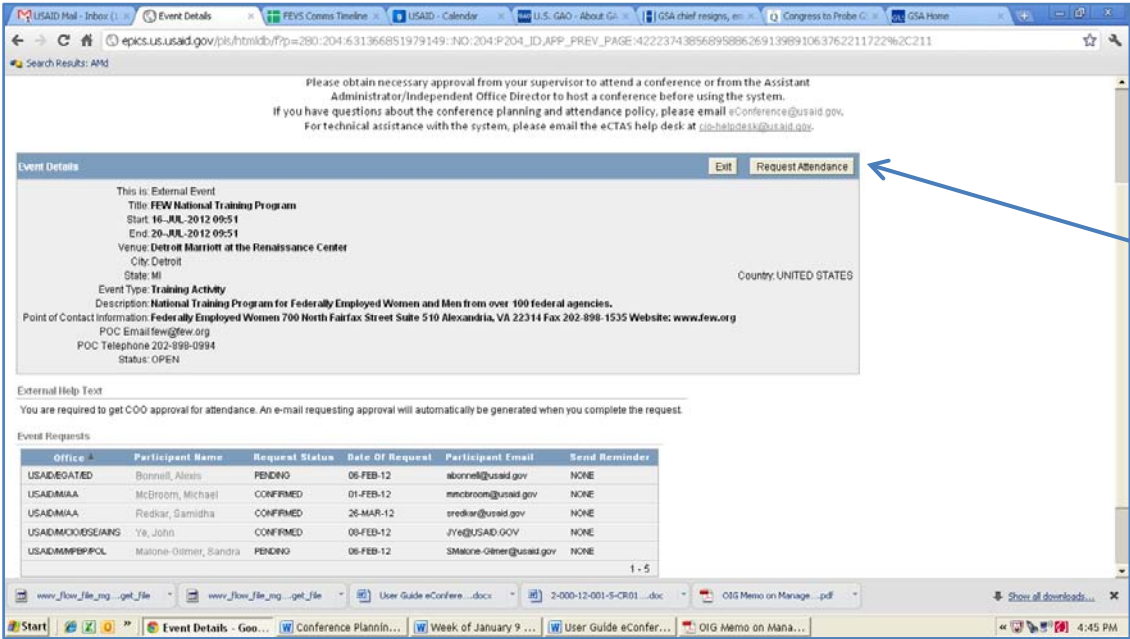 USAID Mail - Inbox (1
Event Details
FEVS Comms Timeline
USAID - Calendar
U.S. GAO - About GA
GSA chief resigns, em
Congress to Probe G
GSA Home
epics.us.usaid.gov/pls/htmldb/f?p=280:204:631366851979149::NO:204:P204_ID,APP_PREV_PAGE:42223743856895886269139891063762211722%2C211
Search Results: AMd
Please obtain necessary approval from your supervisor to attend a conference or from the Assistant
Administrator/Independent Office Director to host a conference before using the system.
If you have questions about the conference planning and attendance policy, please email eConference@usaid.gov.
For technical assistance with the system, please email the eCTAS help desk at cio-helpdesk@usaid.gov.
Event Details
Exit Request Attendance
This is: External Event
Title: FEW National Training Program
Start: 16-JUL-2012 09:51
End: 20-JUL-2012 09:51
Venue: Detroit Marriott at the Renaissance Center
City: Detroit
State: MI Country: UNITED STATES
Event Type: Training Activity
Description: National Training Program for Federally Employed Women and Men from over 100 federal agencies.
Point of Contact Information: Federally Employed Women 700 North Fairfax Street Suite 510 Alexandria, VA 22314 Fax 202-898-1535 Website: www.few.org
POC Email few@few.org
POC Telephone 202-898-0994
Status: OPEN
External Help Text
You are required to get COO approval for attendance. An e-mail requesting approval will automatically be generated when you complete the request.
Event Requests
Office Participant Name Request Status Date Of Request Participant Email Send Reminder
USAID/EGAT/ED Bonnell, Alexis PENDING 06-FEB-12 abonnell@usaid.gov NONE
USAID/M/AA McBroom, Michael CONFIRMED 01-FEB-12 mmcbroom@usaid.gov NONE
USAID/M/AA Redkar, Samidha CONFIRMED 26-MAR-12 sredkar@usaid.gov NONE
USAID/M/CIO/BSE/AINS Ye, John CONFIRMED 08-FEB-12 JYe@USAID.GOV NONE
USAID/M/MPBP/POL Malone-Gilmer, Sandra PENDING 06-FEB-12 SMalone-Gilmer@usaid.gov NONE
1 - 5
wwv_flow_file_mg....get_file
wwv_flow_file_mg....get_file
User Guide eConfere....docx
2-000-12-001-S-CR01 ....doc
OIG Memo on Manage ....pdf
Show all downloads...
Start
Event Details - Goo...
Conference Plannin...
Week of January 9 ...
User Guide eConfer...
OIG Memo on Mana...
4:45 PM